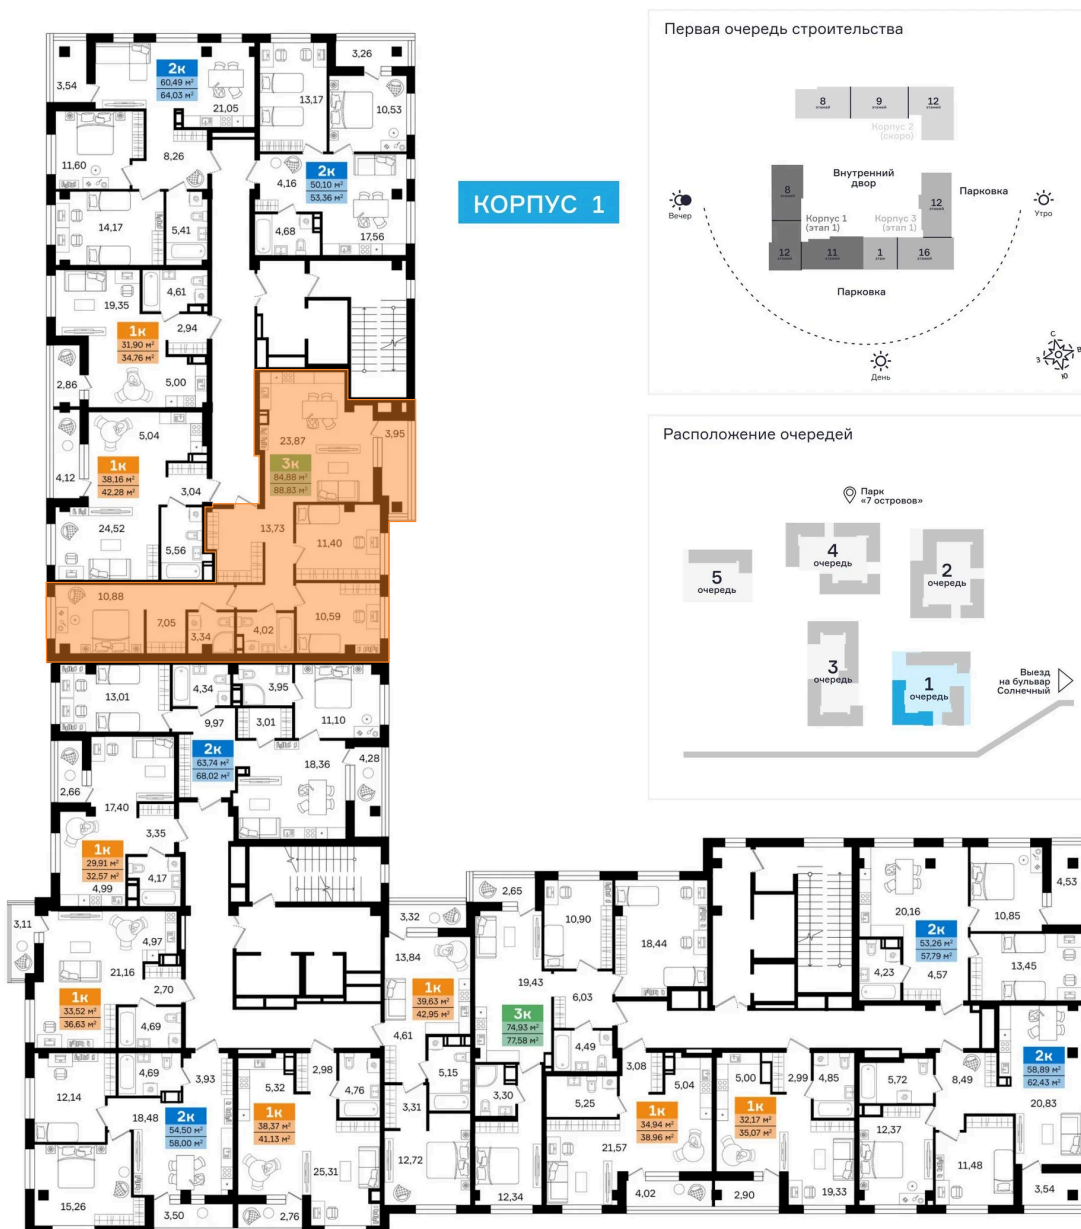 Первая очередь строительства
8
этажей
9
этажей
12
этажей
Корпус 2
(скоро)
Внутренний
двор
8
этажей
12
этажей
Парковка
Вечер
Утро
Корпус 1
(этап 1)
Корпус 3
(этап 1)
12
этажей
11
этажей
1
этаж
16
этажей
Парковка
День
С
В
З
Ю
КОРПУС 1
Расположение очередей
Парк
«7 островов»
5
очередь
4
очередь
2
очередь
3
очередь
1
очередь
Выезд
на бульвар
Солнечный
3,54
2к
60,49 м²
64,03 м²
21,05
11,60
8,26
14,17
5,41
13,17
3,26
10,53
4,16
2к
50,10 м²
53,36 м²
4,68
17,56
19,35
4,61
1к
31,90 м²
34,76 м²
2,94
2,86
5,00
5,04
1к
38,16 м²
42,28 м²
4,12
3,04
24,52
5,56
23,87
3,95
3к
84,88 м²
88,83 м²
13,73
11,40
10,88
7,05
3,34
4,02
10,59
13,01
4,34
3,95
11,10
9,97
3,01
2к
63,74 м²
68,02 м²
18,36
4,28
2,66
17,40
3,35
1к
29,91 м²
32,57 м²
4,17
4,99
3,11
4,97
21,16
2,70
1к
33,52 м²
36,63 м²
4,69
4,69
3,93
12,14
18,48
2к
54,50 м²
58,00 м²
15,26
3,50
5,32
2,98
4,76
1к
38,37 м²
41,13 м²
25,31
2,76
3,32
13,84
1к
39,63 м²
42,95 м²
4,61
5,15
3,31
12,72
2,65
10,90
18,44
19,43
6,03
3к
74,93 м²
77,58 м²
4,49
3,30
12,34
3,08
5,04
5,25
1к
34,94 м²
38,96 м²
21,57
4,02
5,00
2,99
4,85
1к
32,17 м²
35,07 м²
19,33
2,90
20,16
10,85
4,53
2к
53,26 м²
57,79 м²
4,23
4,57
13,45
5,72
8,49
2к
58,89 м²
62,43 м²
20,83
12,37
11,48
3,54